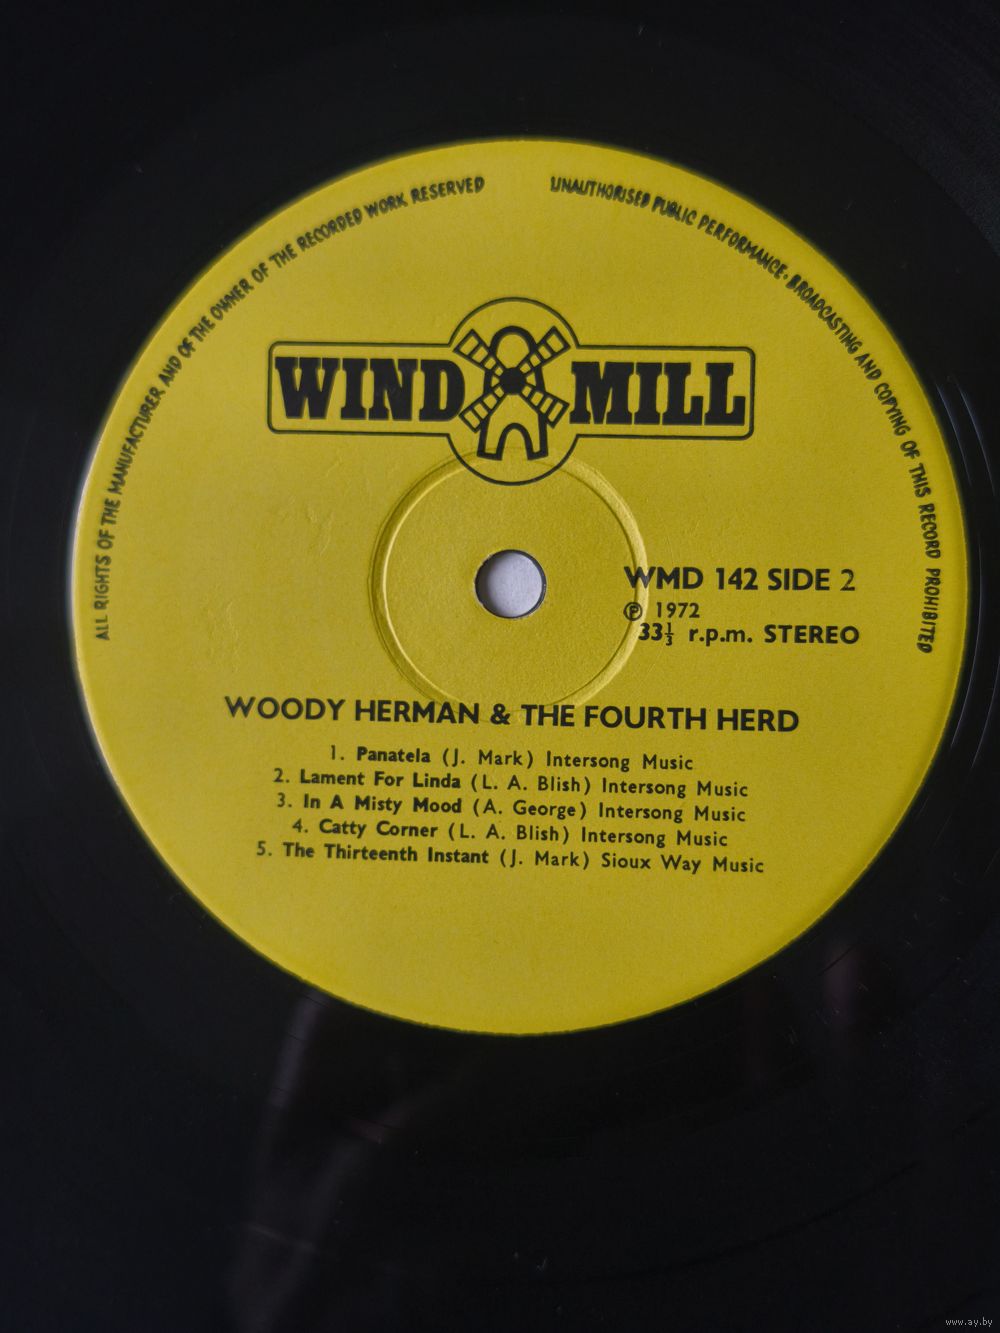 ALL RIGHTS OF THE MANUFACTURER AND OF THE OWNER OF THE RECORDED WORK RESERVED
UNAUTHORISED PUBLIC PERFORMANCE · BROADCASTING AND COPYING OF THIS RECORD PROHIBITED
WIND MILL
WMD 142 SIDE 2
℗ 1972
33⅓ r.p.m. STEREO
WOODY HERMAN & THE FOURTH HERD
1. Panatela (J. Mark) Intersong Music
2. Lament For Linda (L. A. Blish) Intersong Music
3. In A Misty Mood (A. George) Intersong Music
4. Catty Corner (L. A. Blish) Intersong Music
5. The Thirteenth Instant (J. Mark) Sioux Way Music
www.ay.by